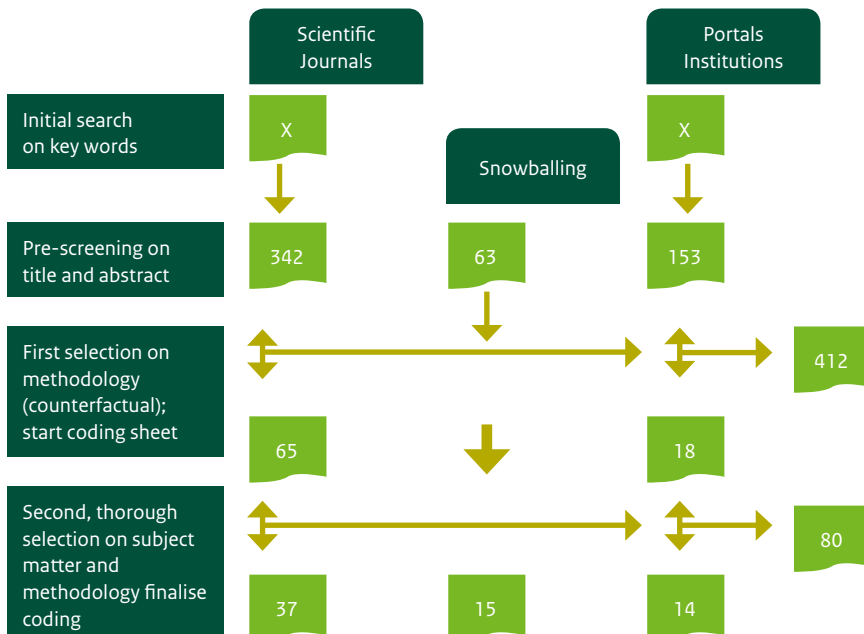 Scientific
Journals
Portals
Institutions
Initial search
on key words
X
X
Snowballing
Pre-screening on
title and abstract
342
63
153
First selection on
methodology
(counterfactual);
start coding sheet
412
65
18
Second, thorough
selection on subject
matter and
methodology finalise
coding
80
37
15
14